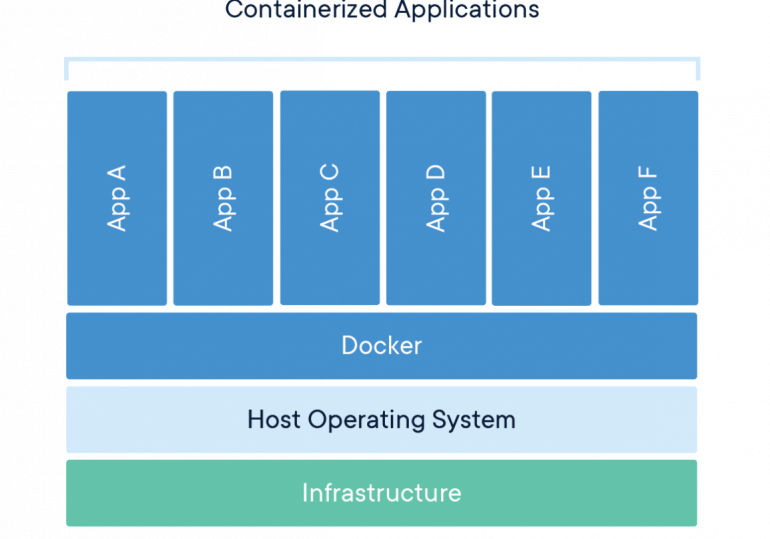 Containerized Applications
App A
App B
App C
App D
App E
App F
Docker
Host Operating System
Infrastructure